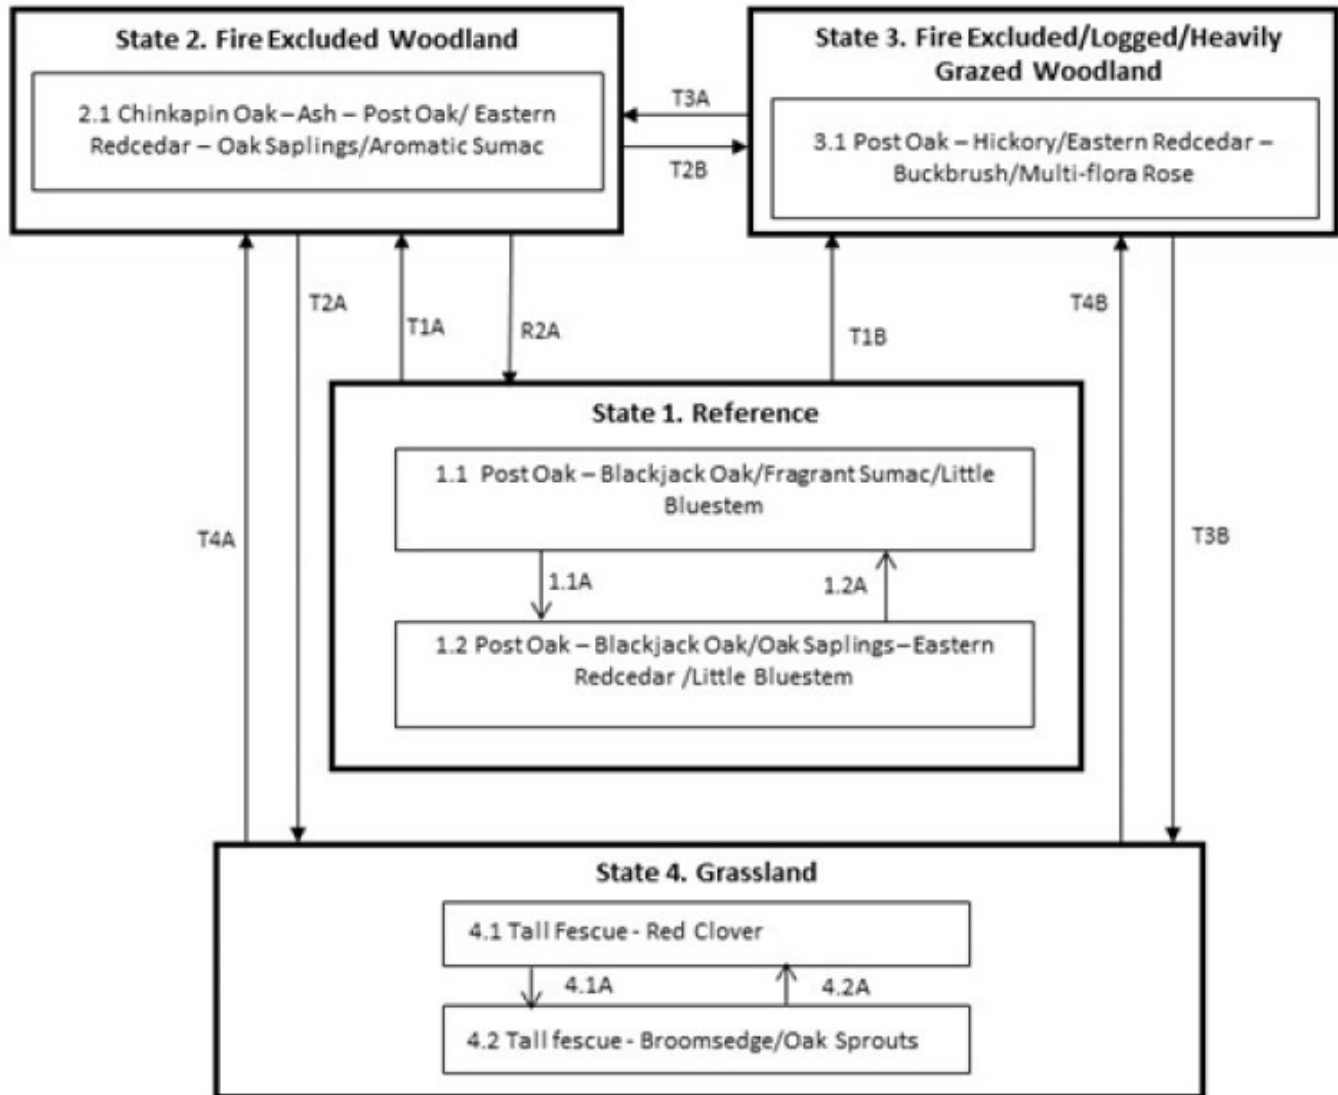 State 2. Fire Excluded Woodland
2.1 Chinkapin Oak – Ash – Post Oak/ Eastern
Redcedar – Oak Saplings/Aromatic Sumac
State 3. Fire Excluded/Logged/Heavily
Grazed Woodland
3.1 Post Oak – Hickory/Eastern Redcedar –
Buckbrush/Multi-flora Rose
T3A
T2B
T2A
T1A
R2A
T1B
T4B
T4A
T3B
State 1. Reference
1.1 Post Oak – Blackjack Oak/Fragrant Sumac/Little
Bluestem
1.1A
1.2A
1.2 Post Oak – Blackjack Oak/Oak Saplings–Eastern
Redcedar /Little Bluestem
State 4. Grassland
4.1 Tall Fescue - Red Clover
4.1A
4.2A
4.2 Tall fescue - Broomsedge/Oak Sprouts